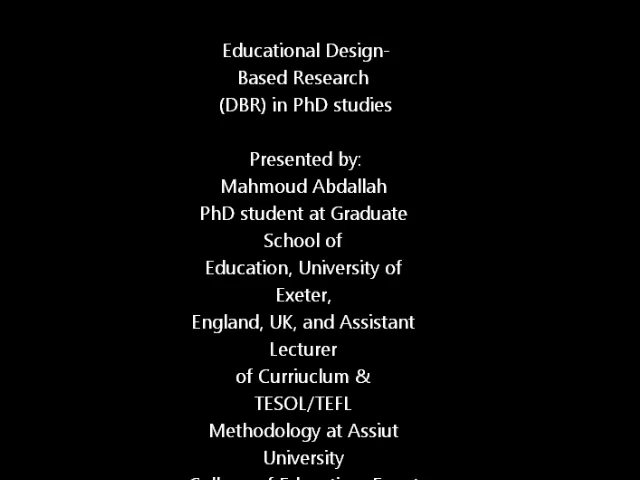 Educational Design-
Based Research
(DBR) in PhD studies
Presented by:
Mahmoud Abdallah
PhD student at Graduate
School of
Education, University of
Exeter,
England, UK, and Assistant
Lecturer
of Curriuclum &
TESOL/TEFL
Methodology at Assiut
University